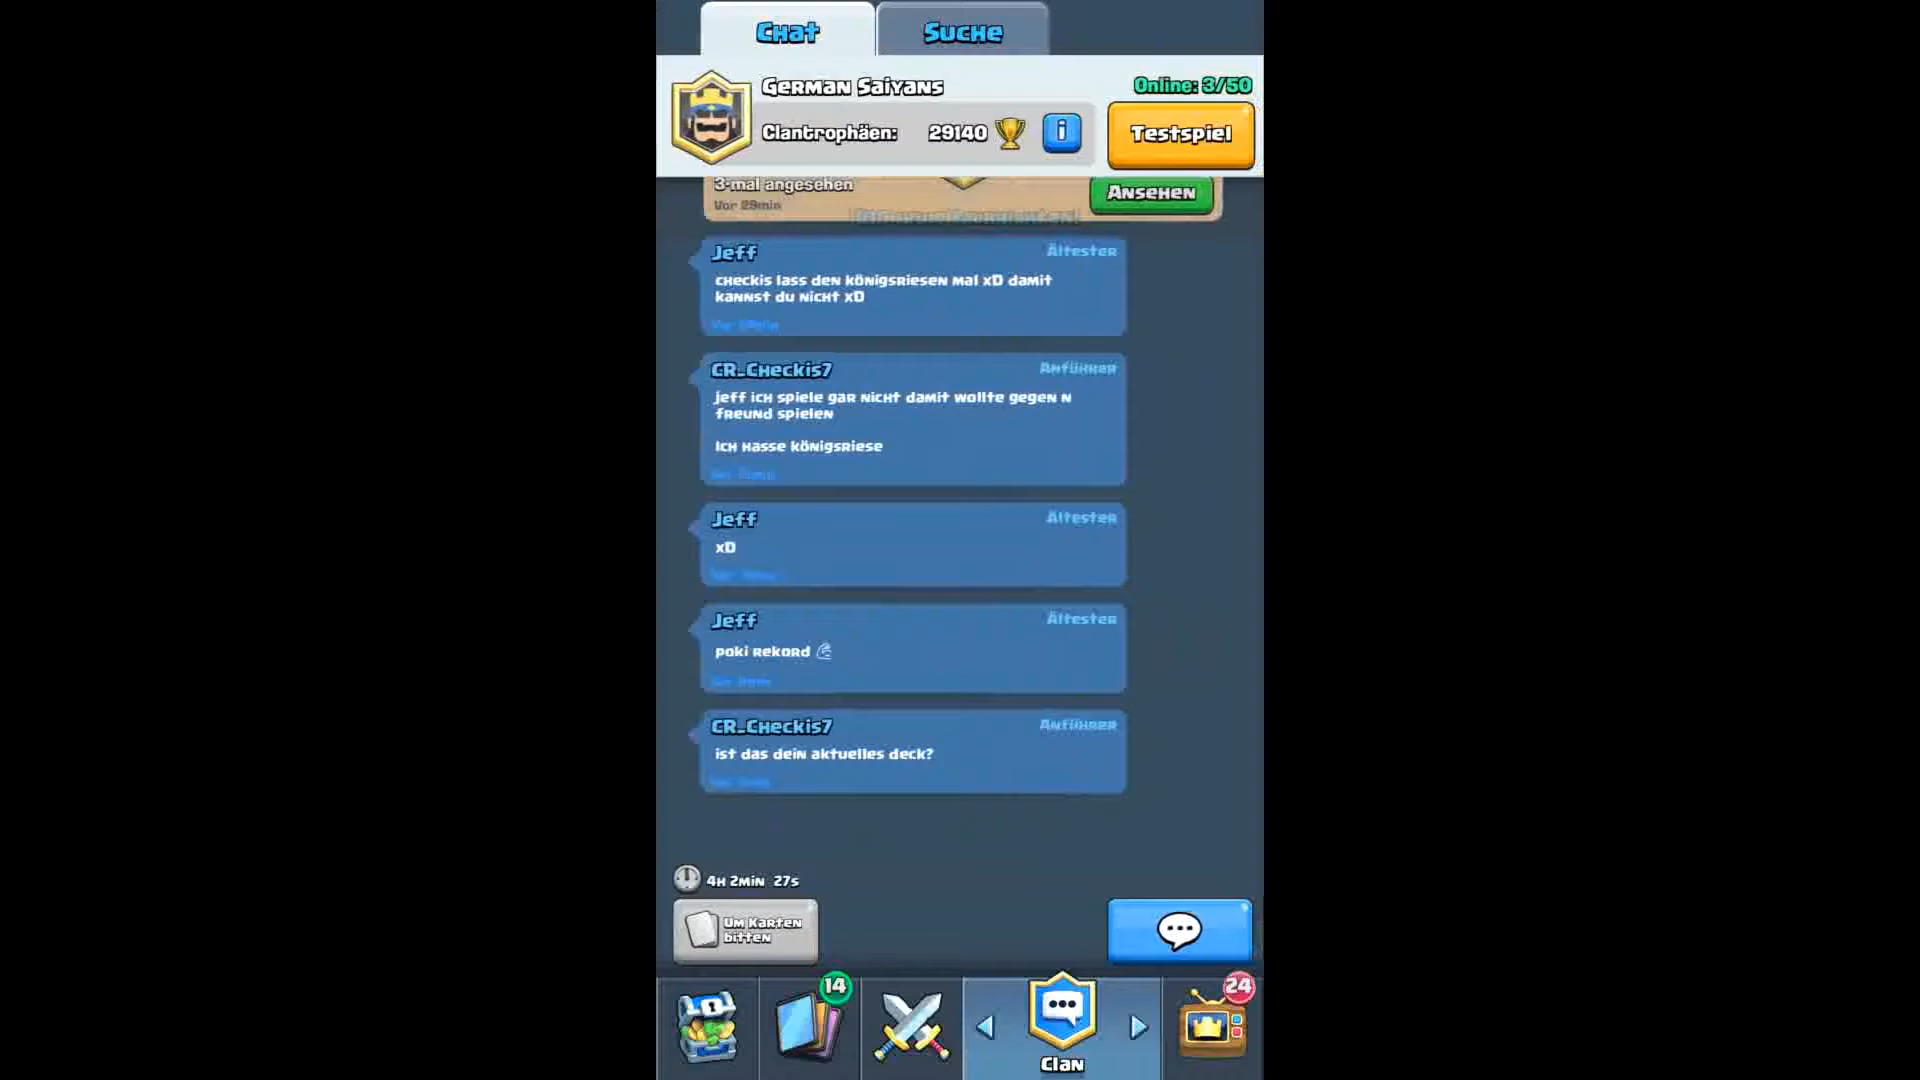 Chat
Suche
German Saiyans
Online: 3/50
Clantrophäen: 29140
i
Testspiel
3-mal angesehen
Vor 29min
Ansehen
Jeff
Ältester
checkis lass den königsriesen mal xD damit
kannst du nicht xD
CR_Checkis7
Anführer
jeff ich spiele gar nicht damit wollte gegen n
freund spielen
Ich hasse königsriese
Jeff
Ältester
xD
Jeff
Ältester
poki rekord 💪
CR_Checkis7
Anführer
ist das dein aktuelles deck?
4h 2min 27s
Um Karten
bitten
14
24
Clan